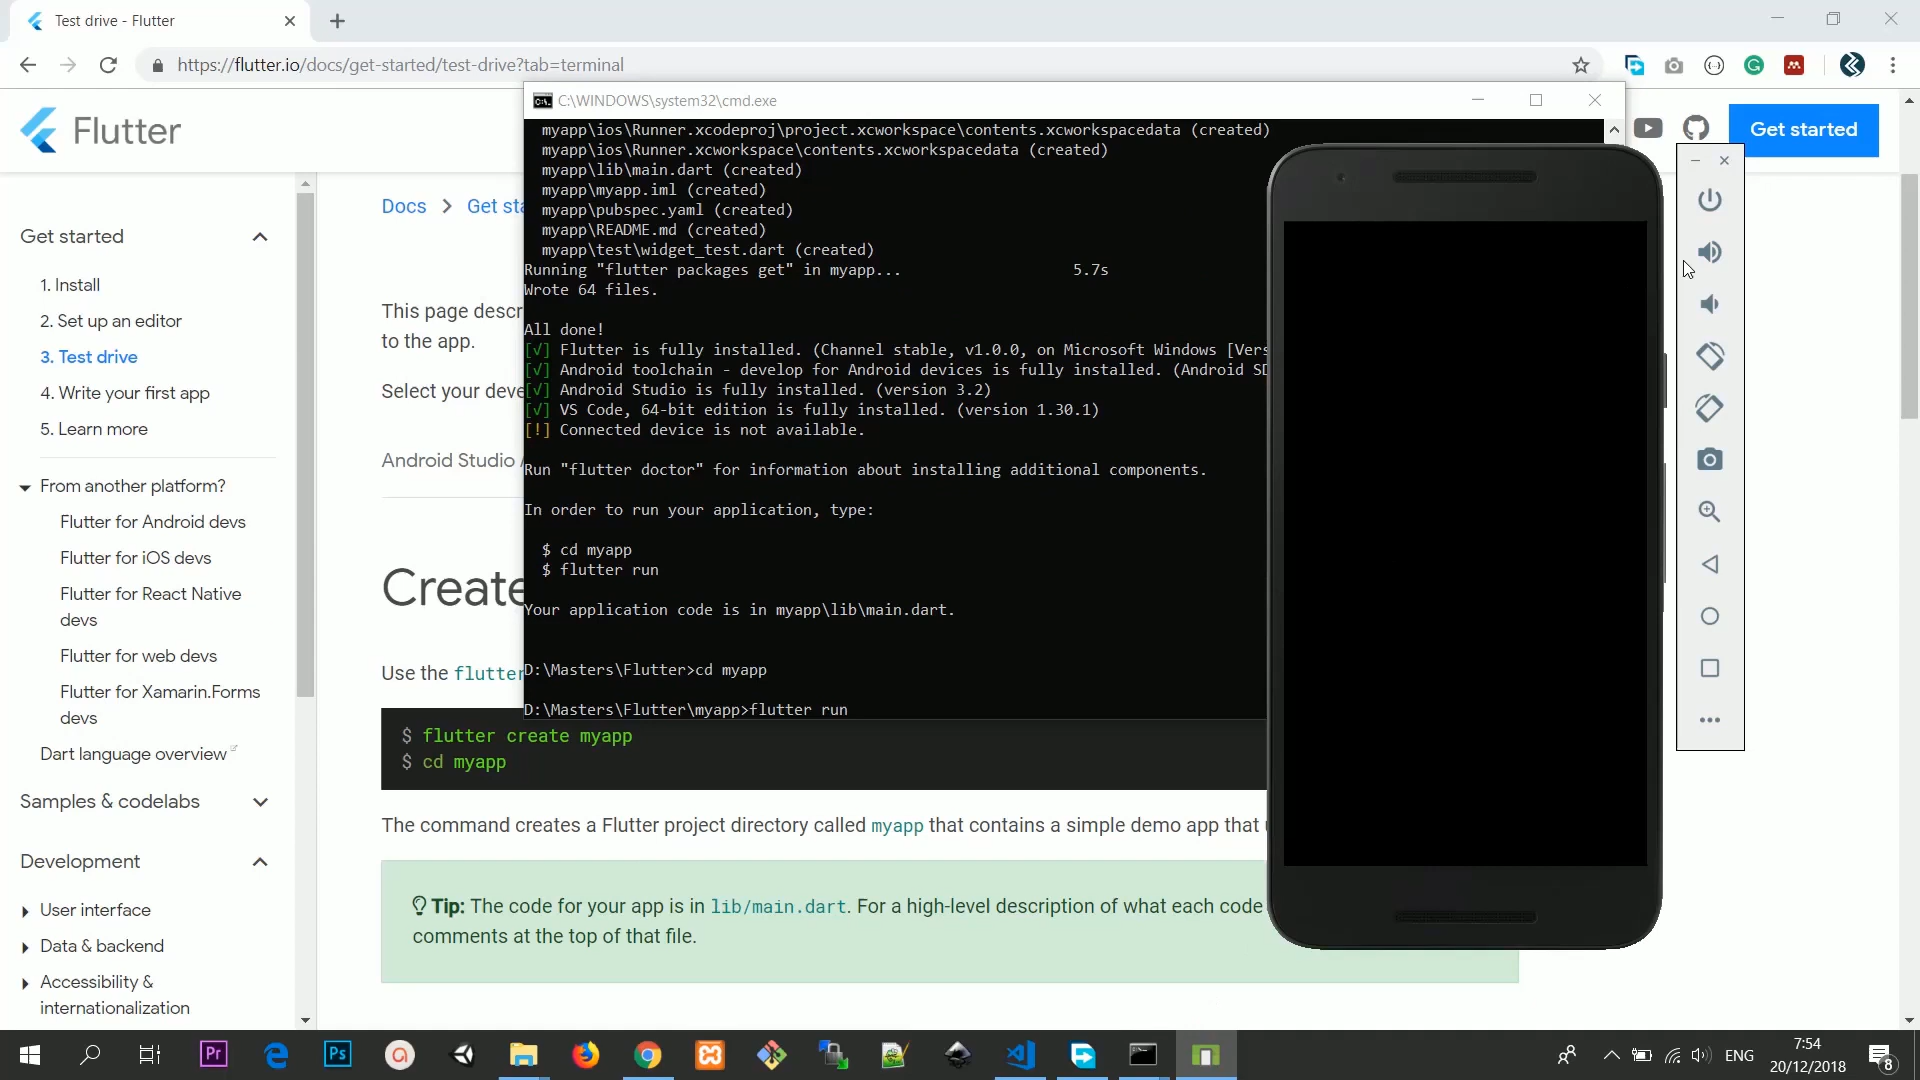 Test drive - Flutter
https://flutter.io/docs/get-started/test-drive?tab=terminal
Flutter
Get started
Get started
1. Install
2. Set up an editor
3. Test drive
4. Write your first app
5. Learn more
From another platform?
Flutter for Android devs
Flutter for iOS devs
Flutter for React Native
devs
Flutter for web devs
Flutter for Xamarin.Forms
devs
Dart language overview
Samples & codelabs
Development
User interface
Data & backend
Accessibility &
internationalization
Docs > Get sta
This page descr
to the app.
Select your deve
Android Studio /
Create
Use the flutter
$ flutter create myapp
$ cd myapp
The command creates a Flutter project directory called myapp that contains a simple demo app that
Tip: The code for your app is in lib/main.dart. For a high-level description of what each code
comments at the top of that file.
C:\WINDOWS\system32\cmd.exe
myapp\ios\Runner.xcodeproj\project.xcworkspace\contents.xcworkspacedata (created)
myapp\ios\Runner.xcworkspace\contents.xcworkspacedata (created)
myapp\lib\main.dart (created)
myapp\myapp.iml (created)
myapp\pubspec.yaml (created)
myapp\README.md (created)
myapp\test\widget_test.dart (created)
Running "flutter packages get" in myapp... 5.7s
Wrote 64 files.
All done!
[√] Flutter is fully installed. (Channel stable, v1.0.0, on Microsoft Windows [Vers
[√] Android toolchain - develop for Android devices is fully installed. (Android SD
[√] Android Studio is fully installed. (version 3.2)
[√] VS Code, 64-bit edition is fully installed. (version 1.30.1)
[!] Connected device is not available.
Run "flutter doctor" for information about installing additional components.
In order to run your application, type:
$ cd myapp
$ flutter run
Your application code is in myapp\lib\main.dart.
D:\Masters\Flutter>cd myapp
D:\Masters\Flutter\myapp>flutter run
Pr
Ps
ENG
7:54
20/12/2018
8